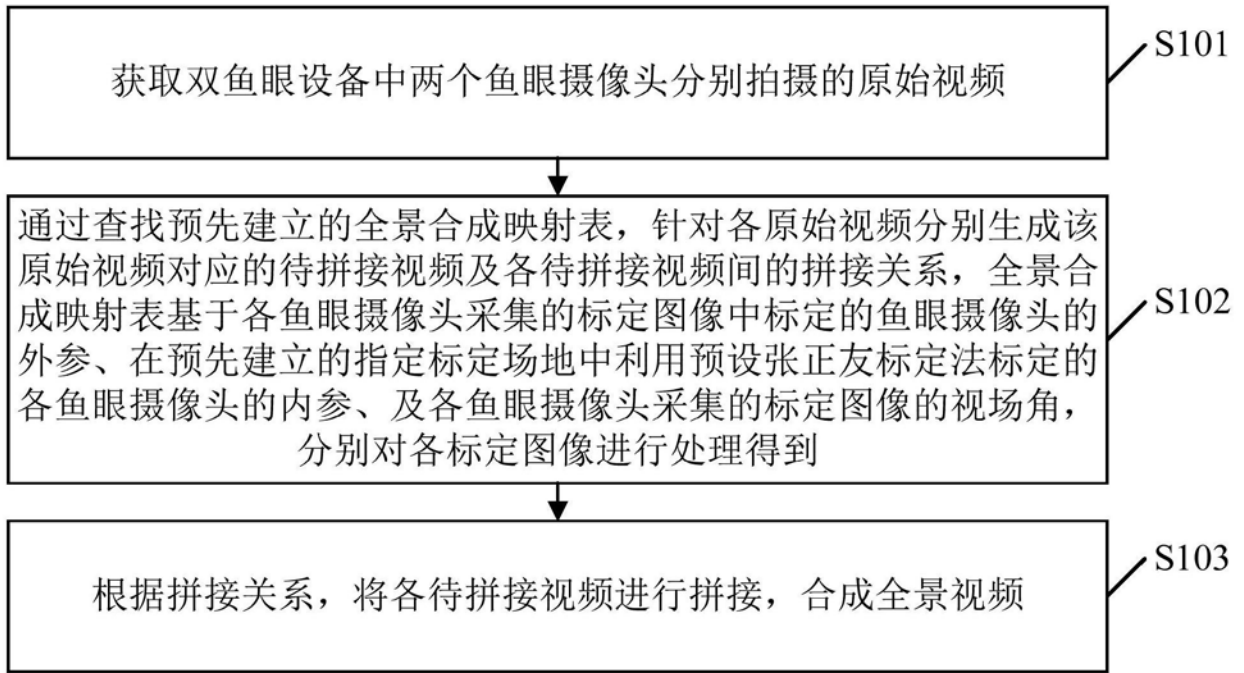 获取双鱼眼设备中两个鱼眼摄像头分别拍摄的原始视频
S101
通过查找预先建立的全景合成映射表，针对各原始视频分别生成该
原始视频对应的待拼接视频及各待拼接视频间的拼接关系，全景合
成映射表基于各鱼眼摄像头采集的标定图像中标定的鱼眼摄像头的
外参、在预先建立的指定标定场地中利用预设张正友标定法标定的
各鱼眼摄像头的内参、及各鱼眼摄像头采集的标定图像的视场角，
分别对各标定图像进行处理得到
S102
根据拼接关系，将各待拼接视频进行拼接，合成全景视频
S103